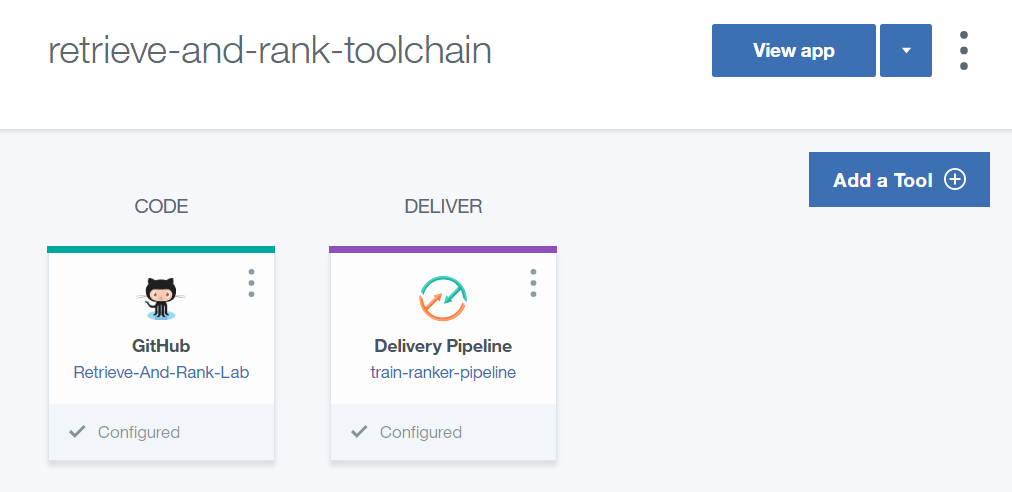 retrieve-and-rank-toolchain
View app
Add a Tool
CODE
DELIVER
GitHub
Retrieve-And-Rank-Lab
Configured
Delivery Pipeline
train-ranker-pipeline
Configured